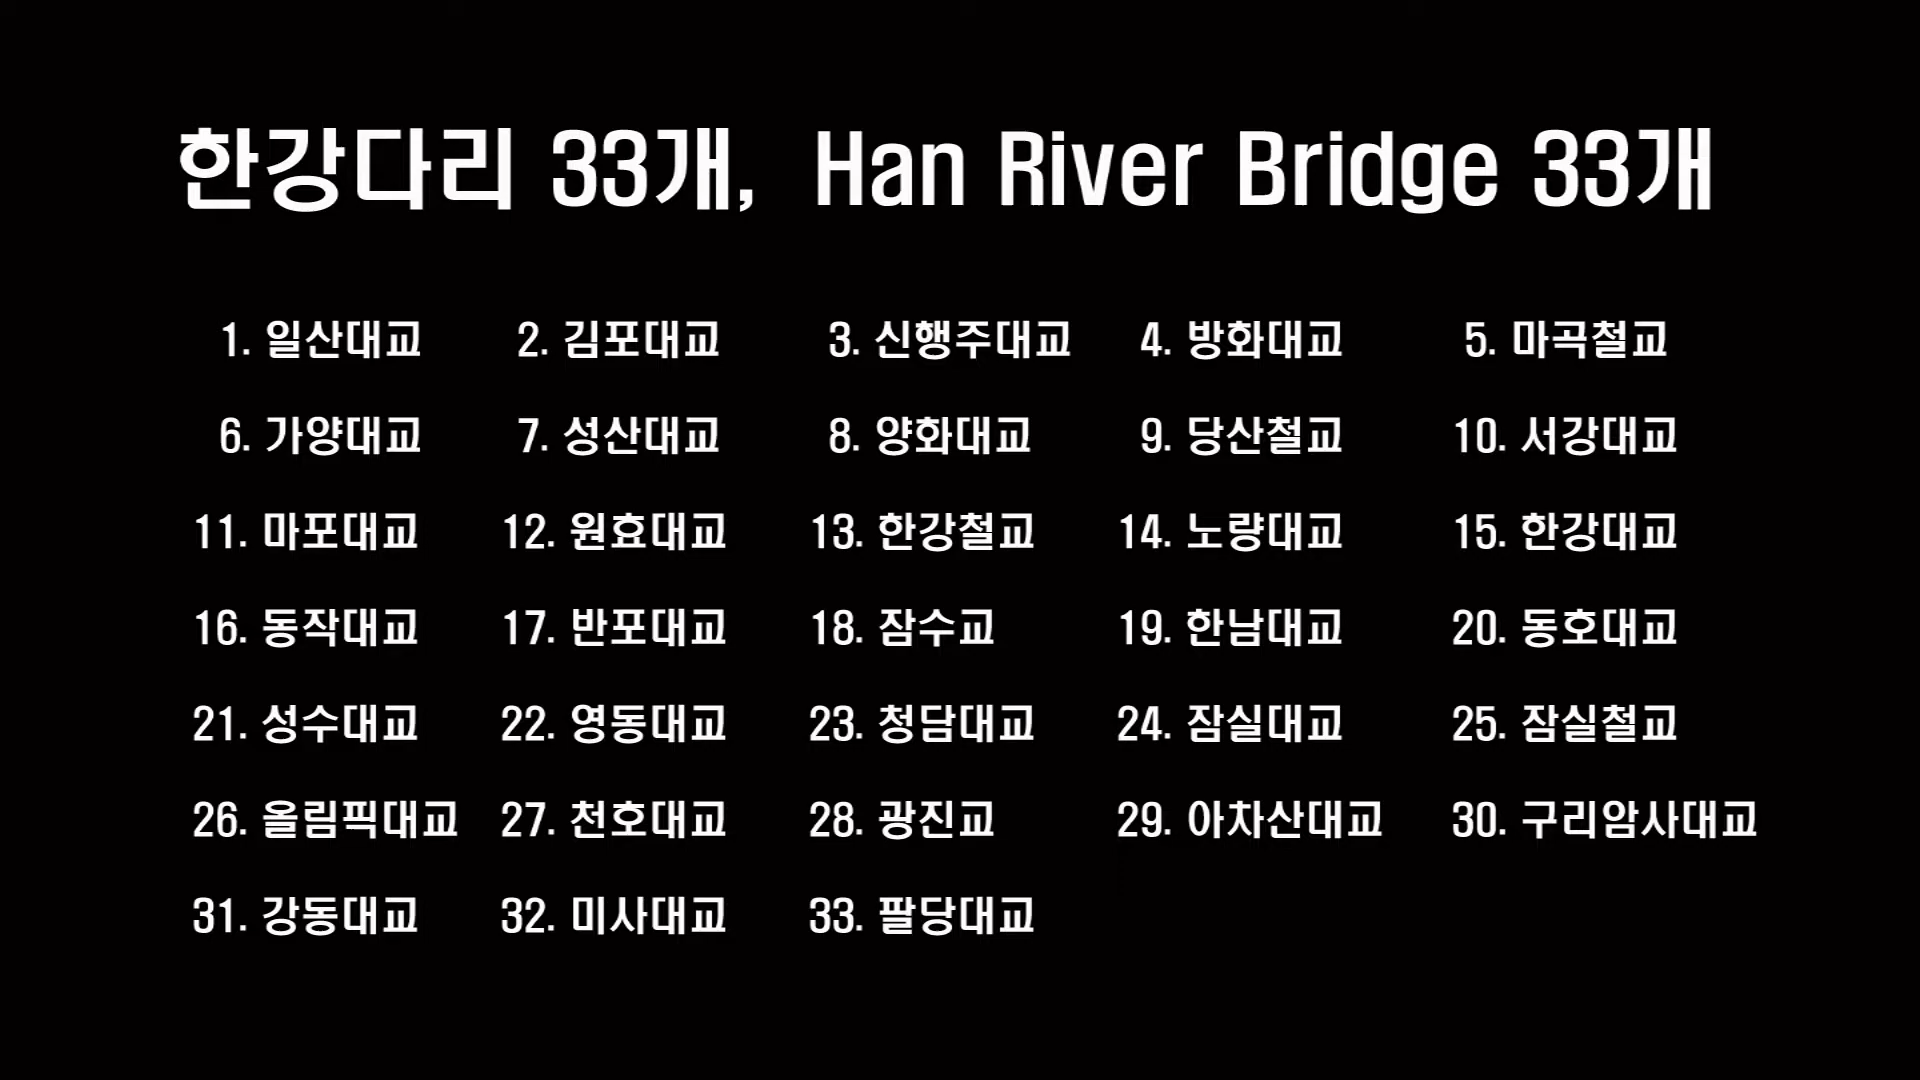 한강다리 33개, Han River Bridge 33개
1. 일산대교 2. 김포대교 3. 신행주대교 4. 방화대교 5. 마곡철교
6. 가양대교 7. 성산대교 8. 양화대교 9. 당산철교 10. 서강대교
11. 마포대교 12. 원효대교 13. 한강철교 14. 노량대교 15. 한강대교
16. 동작대교 17. 반포대교 18. 잠수교 19. 한남대교 20. 동호대교
21. 성수대교 22. 영동대교 23. 청담대교 24. 잠실대교 25. 잠실철교
26. 올림픽대교 27. 천호대교 28. 광진교 29. 아차산대교 30. 구리암사대교
31. 강동대교 32. 미사대교 33. 팔당대교